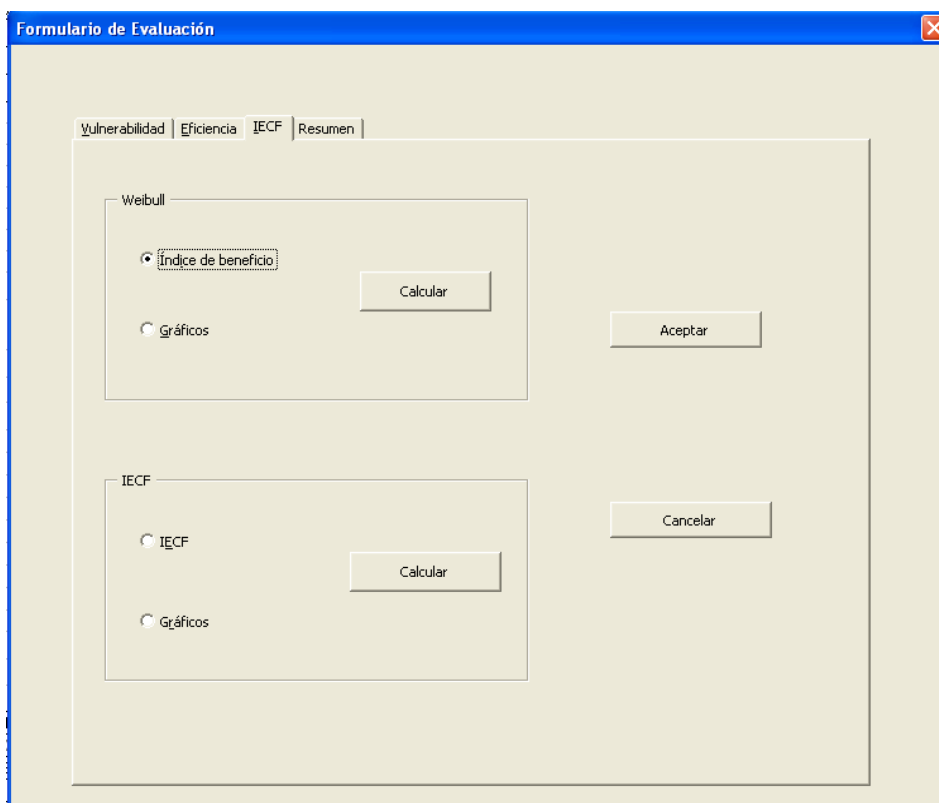 Formulario de Evaluación
Vulnerabilidad Eficiencia IECF Resumen
Weibull
Índice de beneficio
Calcular
Gráficos
Aceptar
IECF
Cancelar
IECF
Calcular
Gráficos